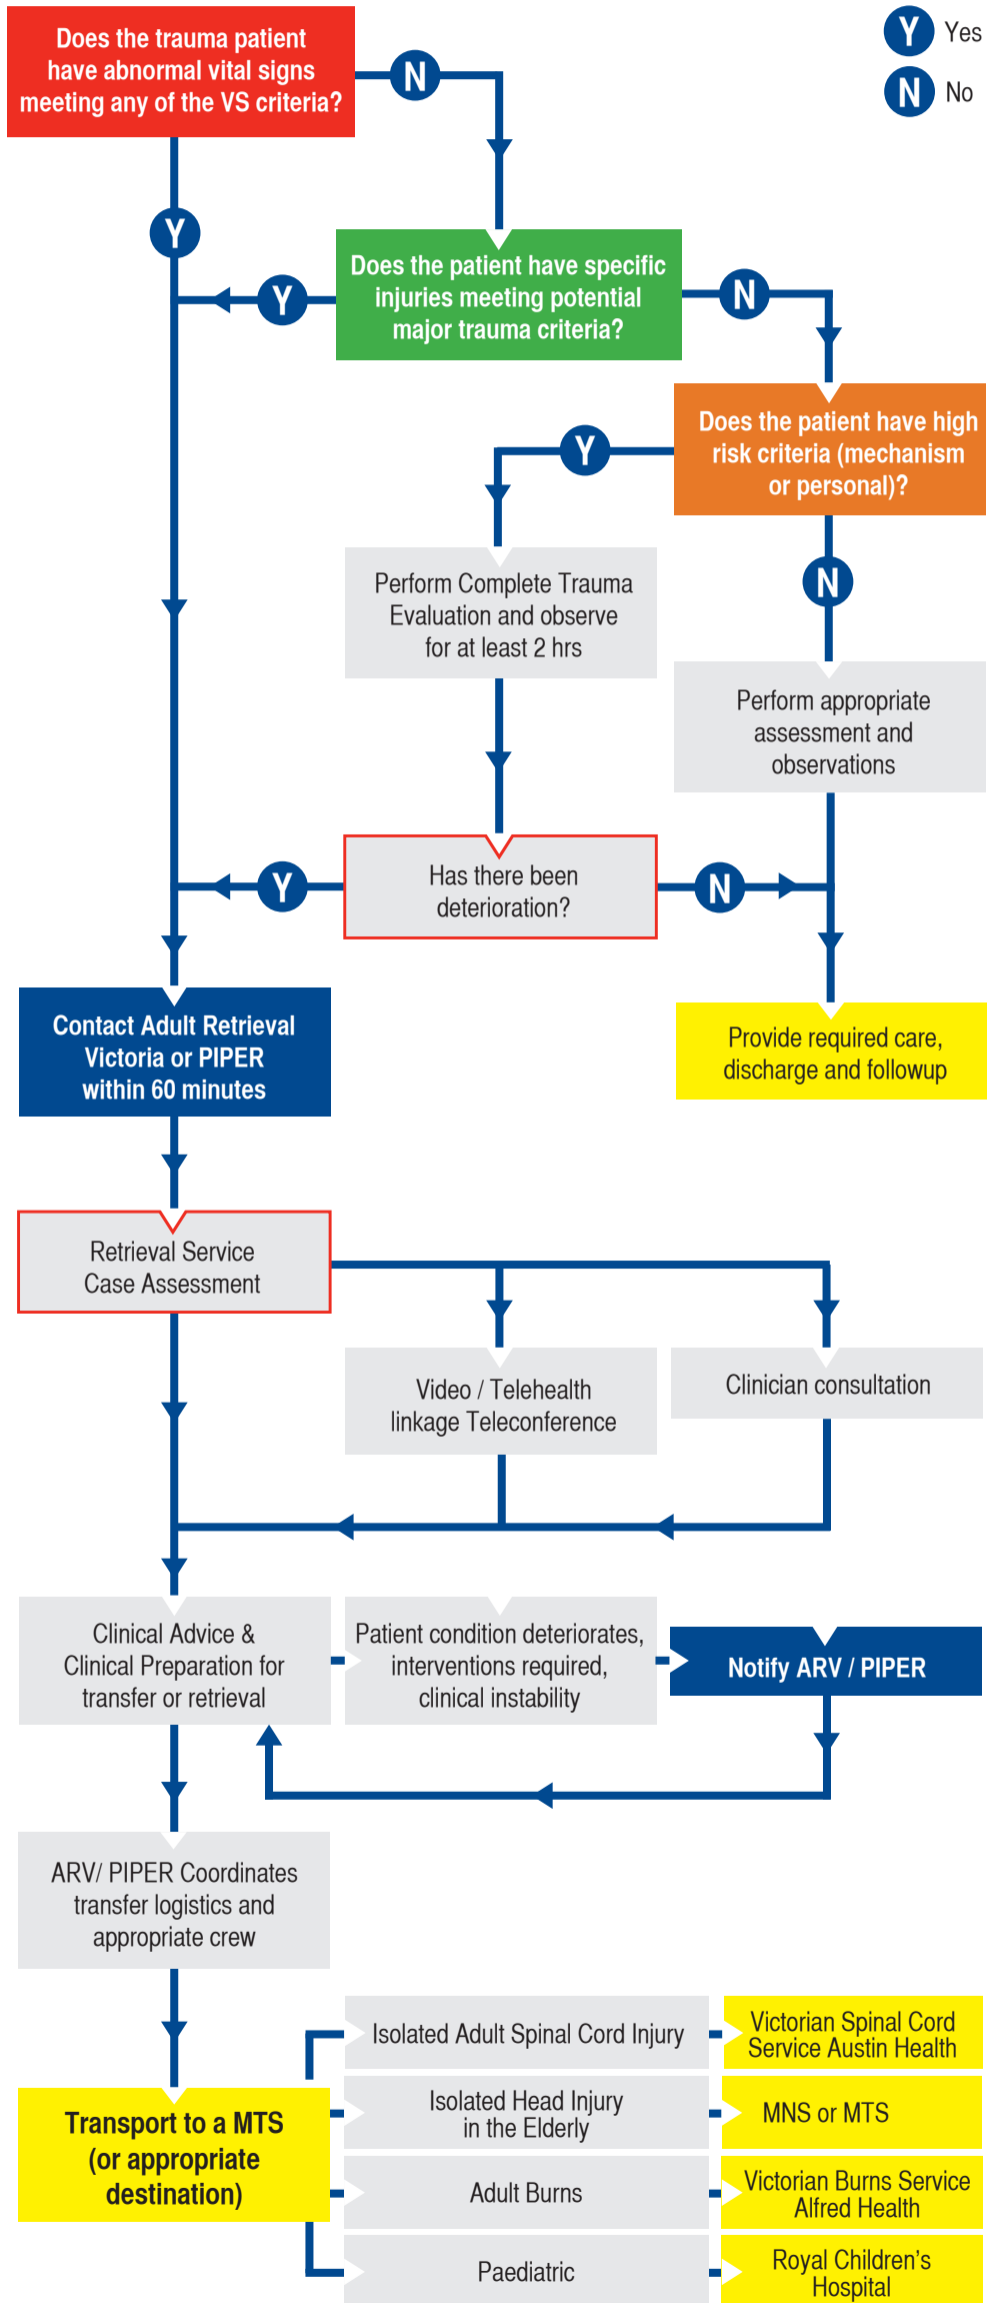 Does the trauma patient
have abnormal vital signs
meeting any of the VS criteria?
N
Y Yes
N No
Y
Does the patient have specific
injuries meeting potential
major trauma criteria?
Y
N
Does the patient have high
risk criteria (mechanism
or personal)?
Y
N
Perform Complete Trauma
Evaluation and observe
for at least 2 hrs
Perform appropriate
assessment and
observations
Has there been
deterioration?
Y
N
Contact Adult Retrieval
Victoria or PIPER
within 60 minutes
Provide required care,
discharge and followup
Retrieval Service
Case Assessment
Video / Telehealth
linkage Teleconference
Clinician consultation
Clinical Advice &
Clinical Preparation for
transfer or retrieval
Patient condition deteriorates,
interventions required,
clinical instability
Notify ARV / PIPER
ARV/ PIPER Coordinates
transfer logistics and
appropriate crew
Transport to a MTS
(or appropriate
destination)
Isolated Adult Spinal Cord Injury
Victorian Spinal Cord
Service Austin Health
Isolated Head Injury
in the Elderly
MNS or MTS
Adult Burns
Victorian Burns Service
Alfred Health
Paediatric
Royal Children's
Hospital